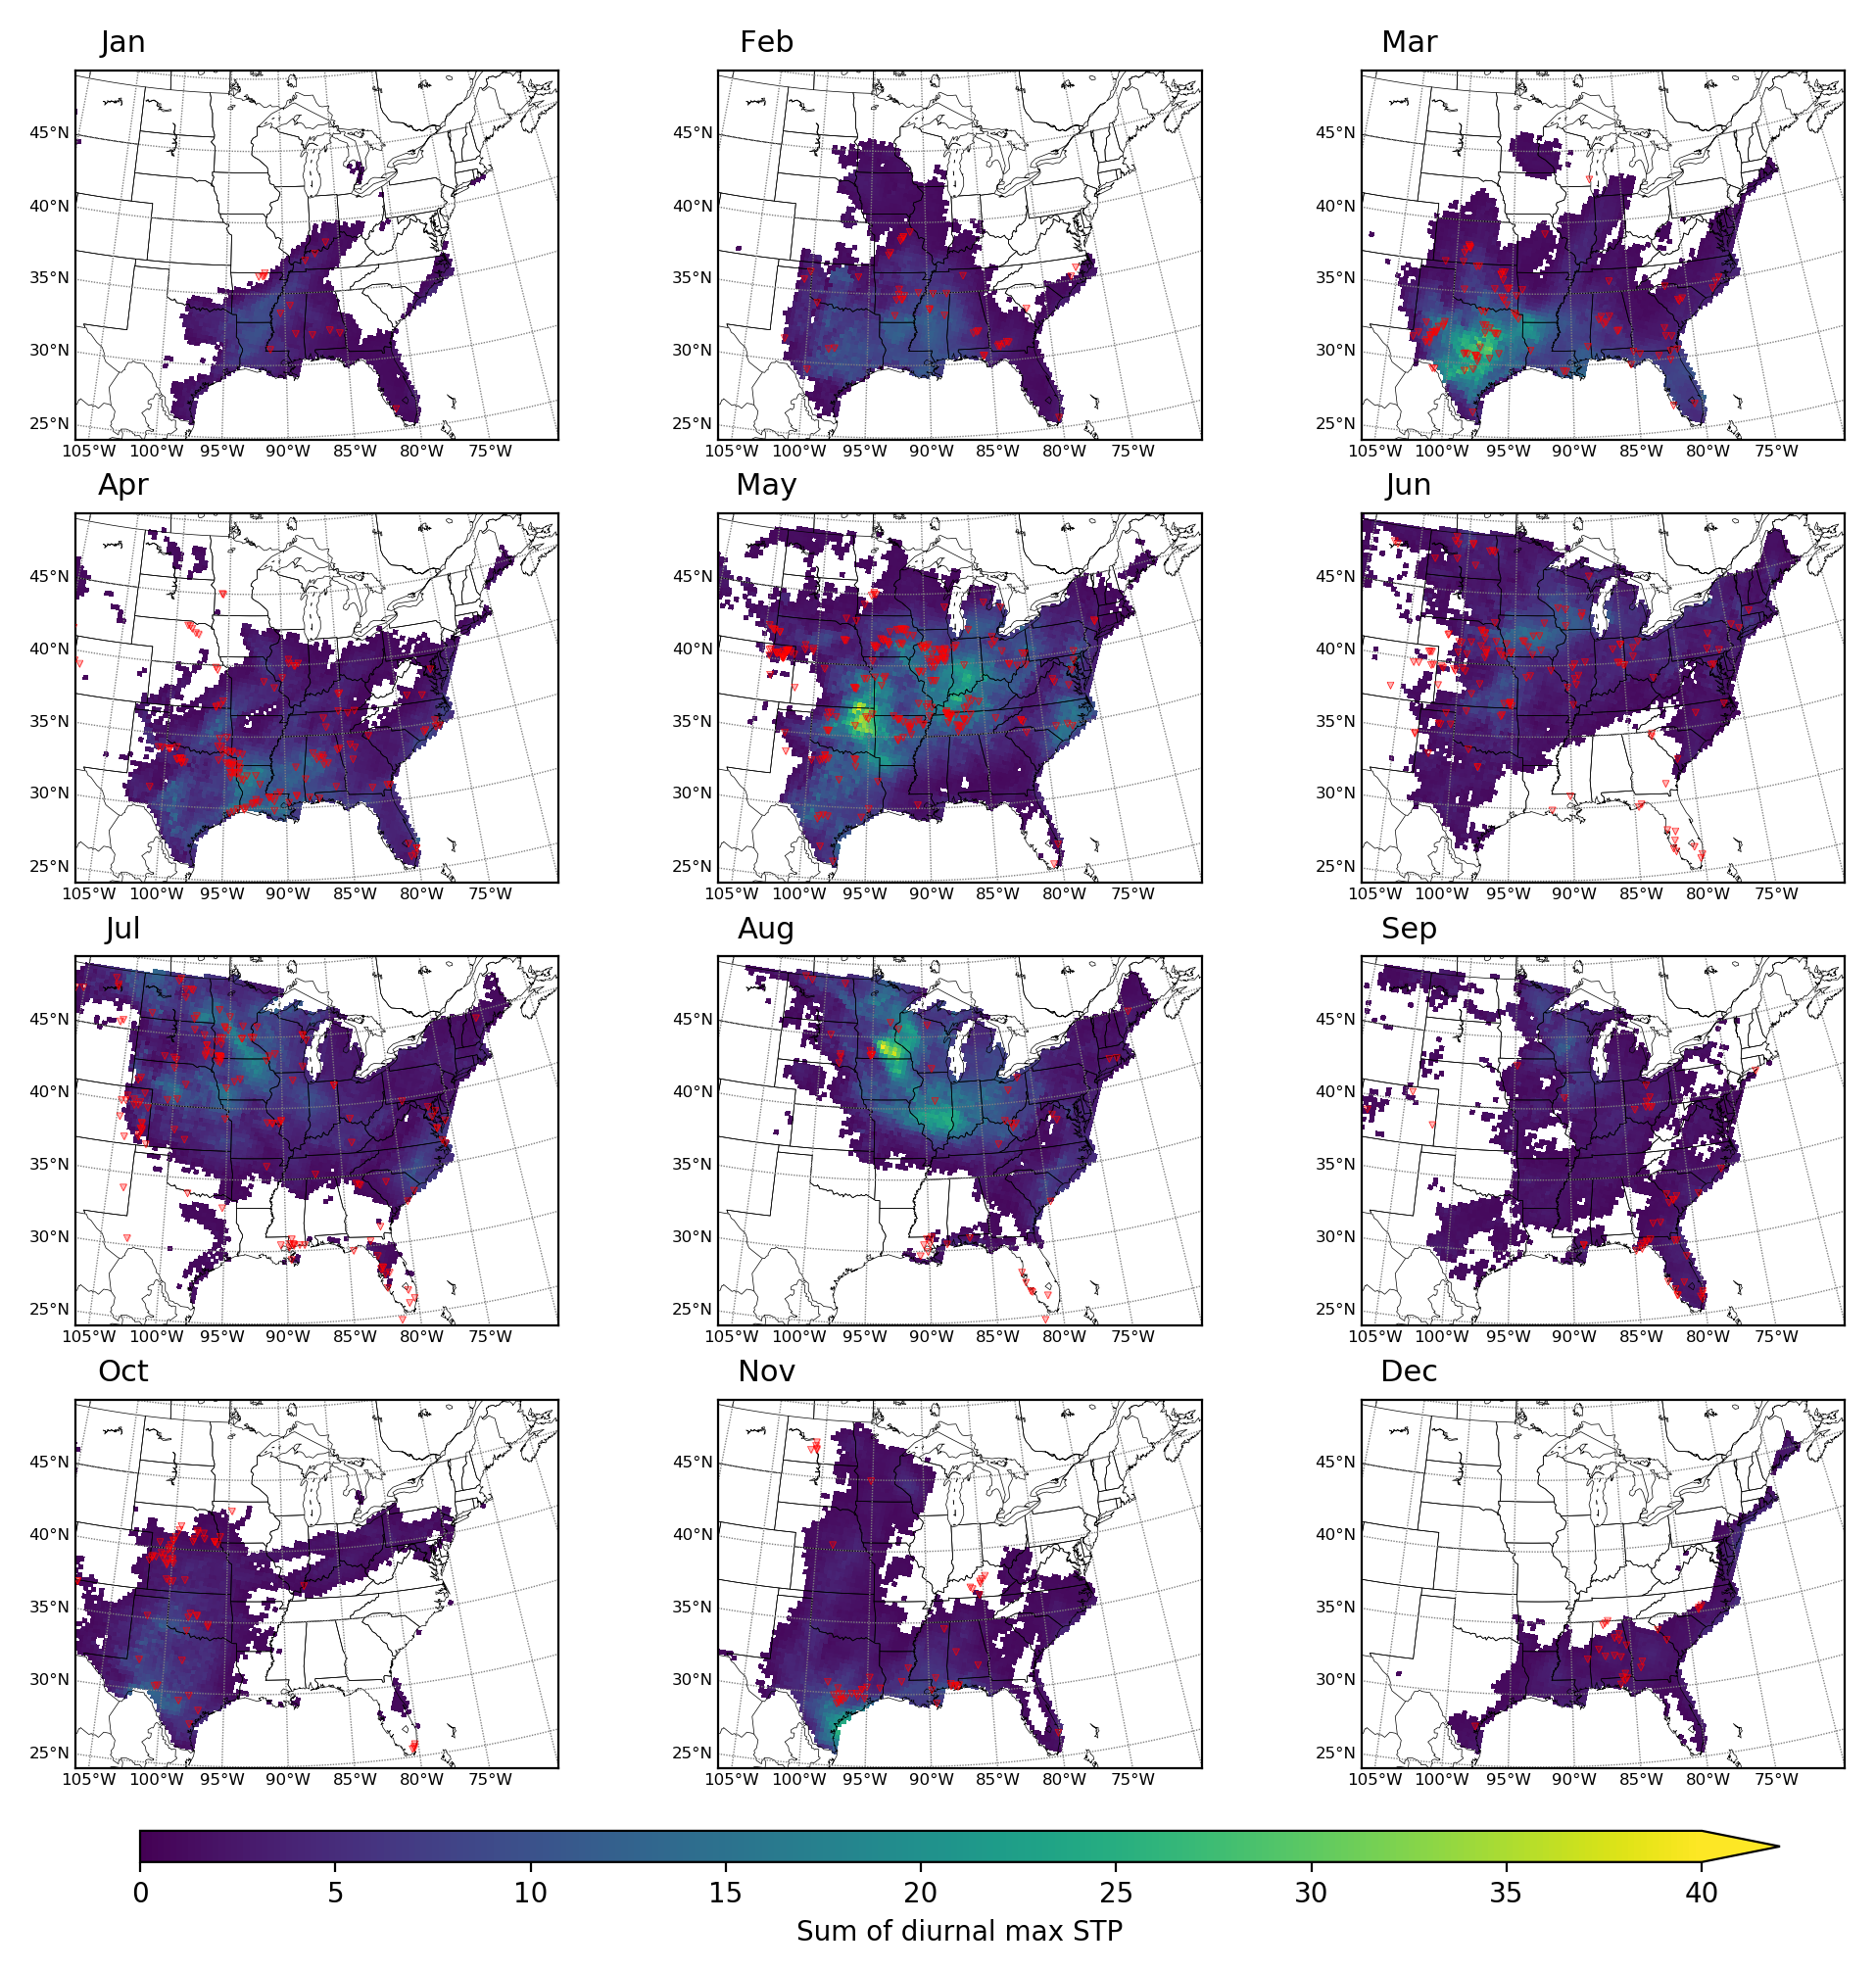 Jan Feb Mar
45°N 45°N 45°N
40°N 40°N 40°N
35°N 35°N 35°N
30°N 30°N 30°N
25°N 25°N 25°N
105°W 100°W 95°W 90°W 85°W 80°W 75°W 105°W 100°W 95°W 90°W 85°W 80°W 75°W 105°W 100°W 95°W 90°W 85°W 80°W 75°W
Apr May Jun
45°N 45°N 45°N
40°N 40°N 40°N
35°N 35°N 35°N
30°N 30°N 30°N
25°N 25°N 25°N
105°W 100°W 95°W 90°W 85°W 80°W 75°W 105°W 100°W 95°W 90°W 85°W 80°W 75°W 105°W 100°W 95°W 90°W 85°W 80°W 75°W
Jul Aug Sep
45°N 45°N 45°N
40°N 40°N 40°N
35°N 35°N 35°N
30°N 30°N 30°N
25°N 25°N 25°N
105°W 100°W 95°W 90°W 85°W 80°W 75°W 105°W 100°W 95°W 90°W 85°W 80°W 75°W 105°W 100°W 95°W 90°W 85°W 80°W 75°W
Oct Nov Dec
45°N 45°N 45°N
40°N 40°N 40°N
35°N 35°N 35°N
30°N 30°N 30°N
25°N 25°N 25°N
105°W 100°W 95°W 90°W 85°W 80°W 75°W 105°W 100°W 95°W 90°W 85°W 80°W 75°W 105°W 100°W 95°W 90°W 85°W 80°W 75°W
0 5 10 15 20 25 30 35 40
Sum of diurnal max STP